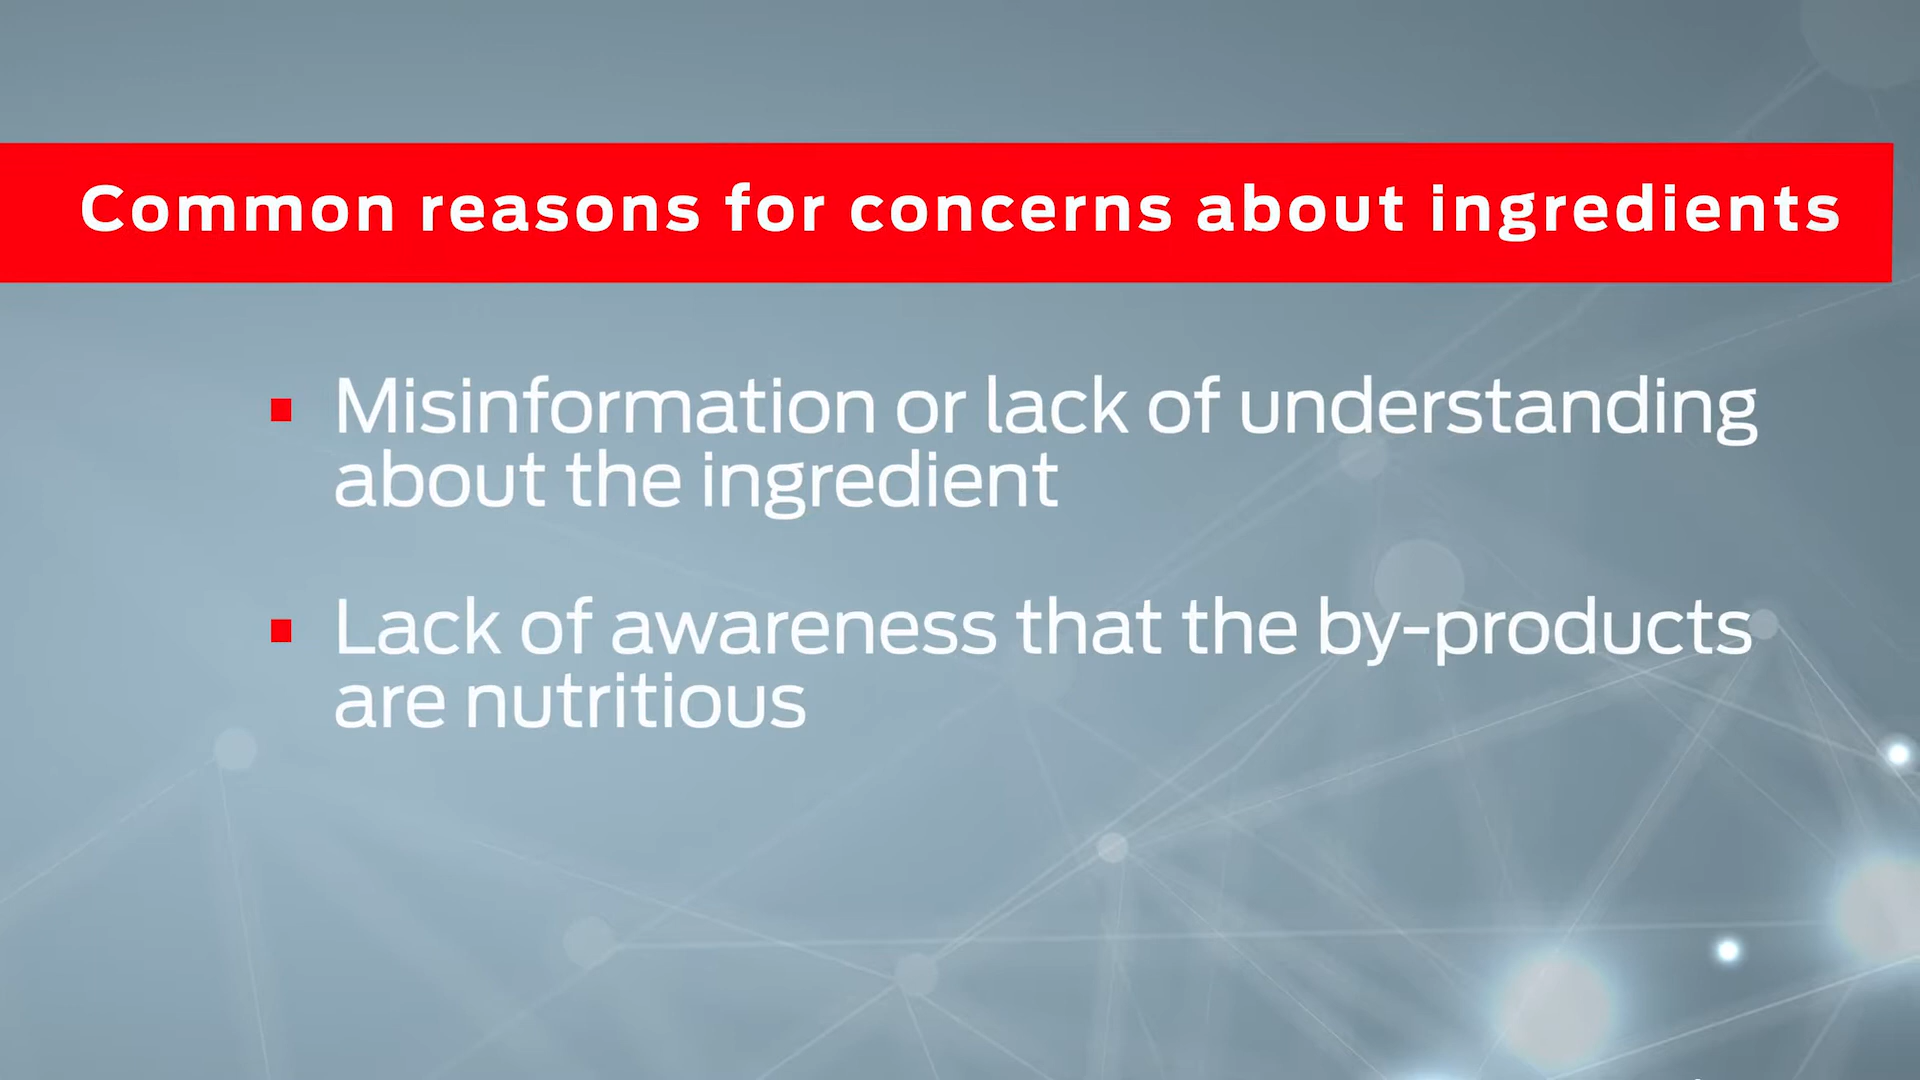 Common reasons for concerns about ingredients
Misinformation or lack of understanding
about the ingredient
Lack of awareness that the by-products
are nutritious